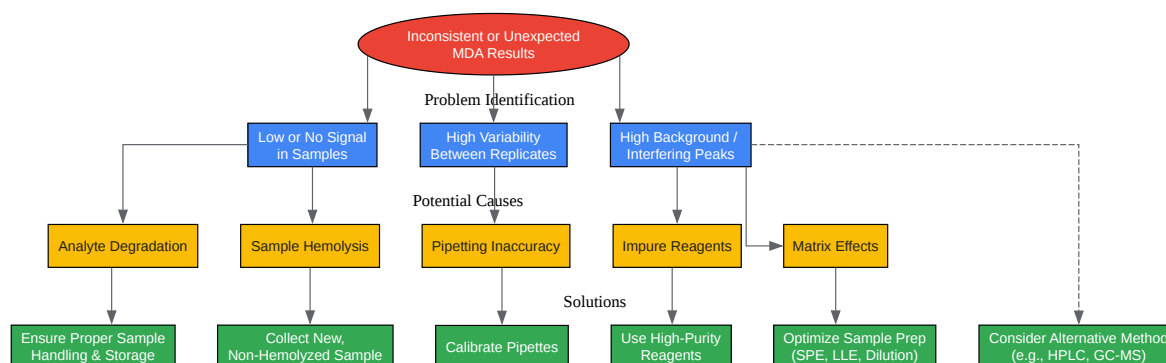 Inconsistent or Unexpected
MDA Results
Problem Identification
Low or No Signal
in Samples
High Variability
Between Replicates
High Background /
Interfering Peaks
Potential Causes
Analyte Degradation
Sample Hemolysis
Pipetting Inaccuracy
Impure Reagents
Matrix Effects
Solutions
Ensure Proper Sample
Handling & Storage
Collect New,
Non-Hemolyzed Sample
Calibrate Pipettes
Use High-Purity
Reagents
Optimize Sample Prep
(SPE, LLE, Dilution)
Consider Alternative Method
(e.g., HPLC, GC-MS)